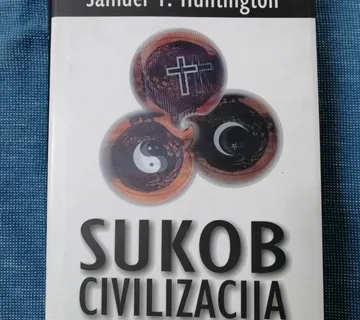 Samuel P. Huntington
SUKOB
CIVILIZACIJA